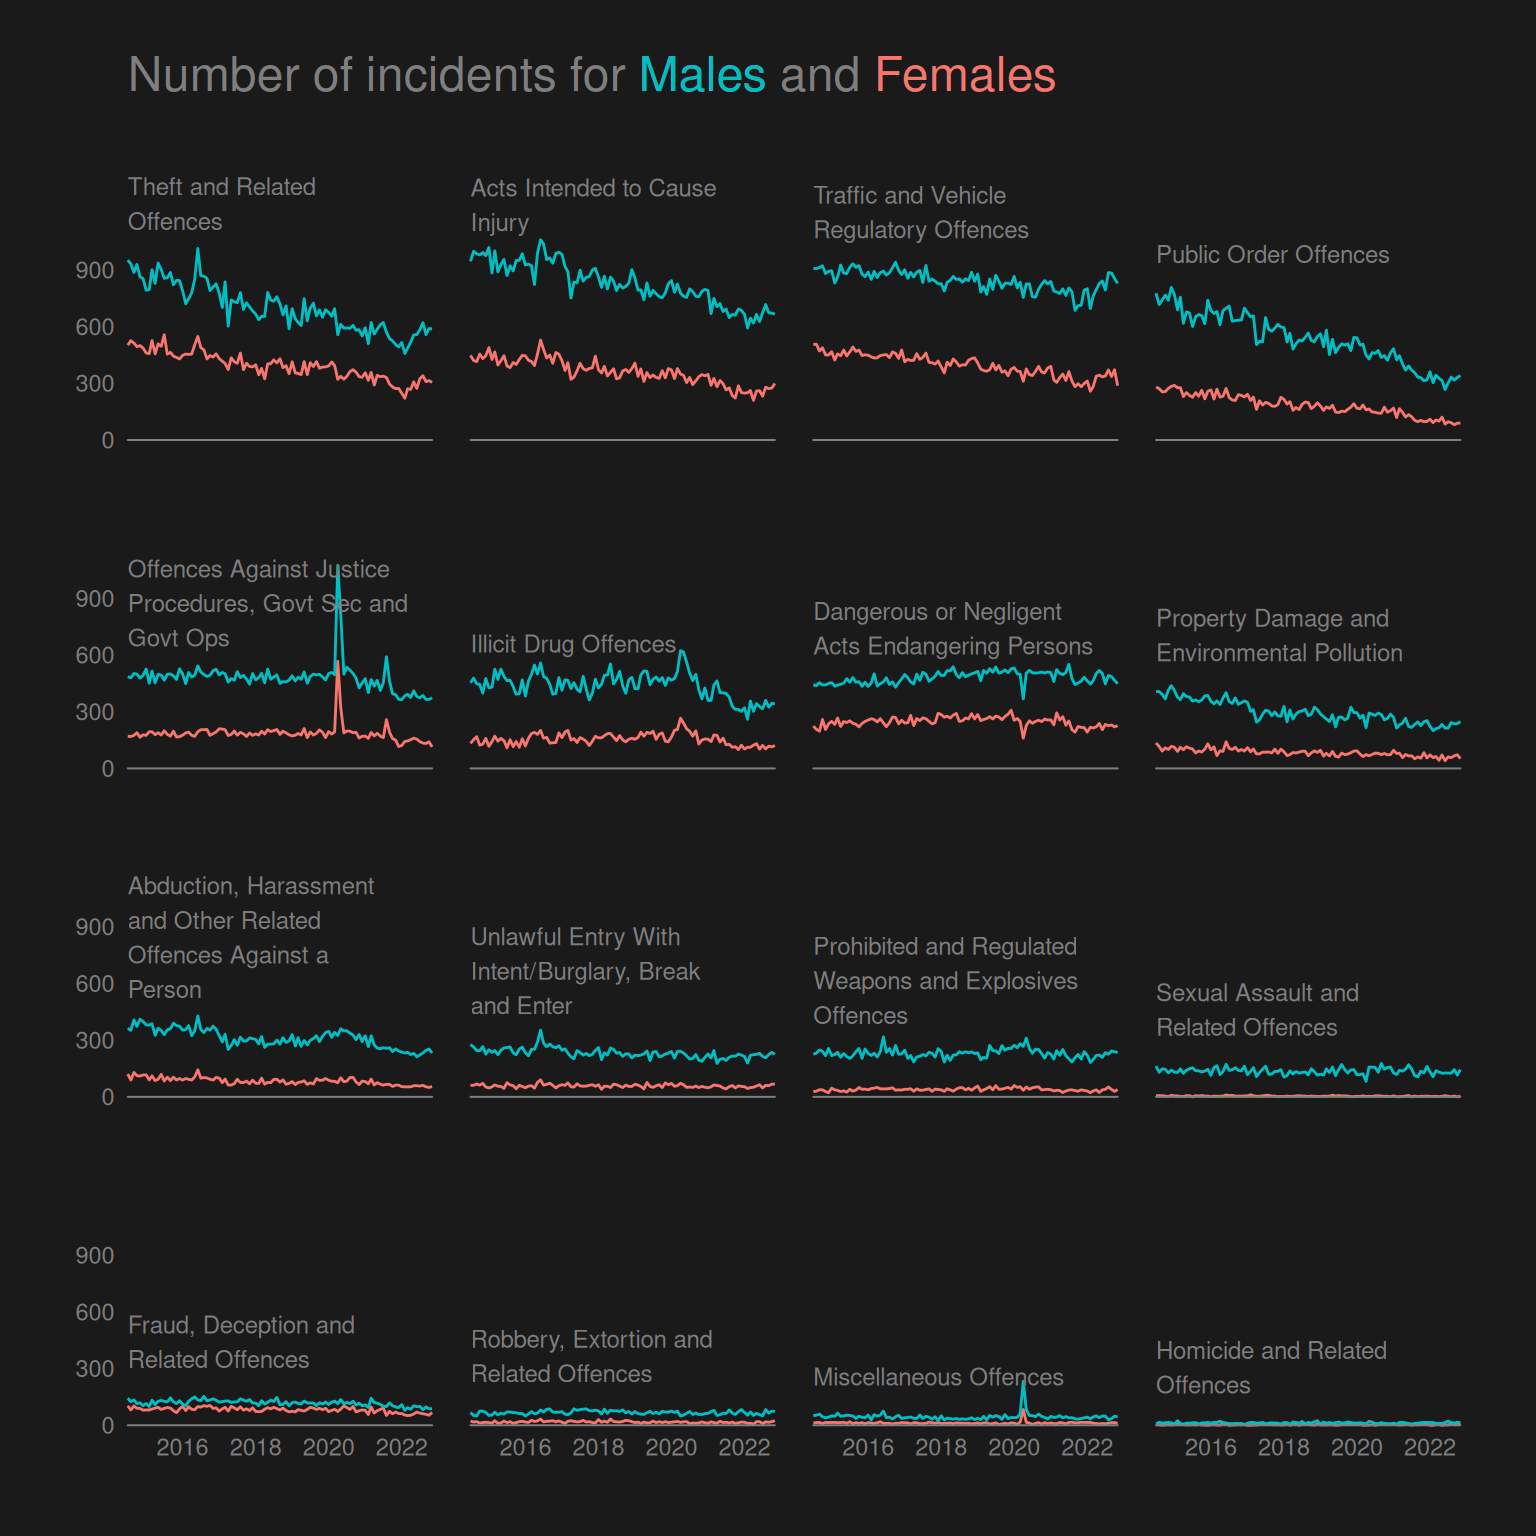 Number of incidents for Males and Females
Theft and Related
Offences
Acts Intended to Cause
Injury
Traffic and Vehicle
Regulatory Offences
Public Order Offences
900
600
300
0
Offences Against Justice
Procedures, Govt Sec and
Govt Ops
Illicit Drug Offences
Dangerous or Negligent
Acts Endangering Persons
Property Damage and
Environmental Pollution
900
600
300
0
Abduction, Harassment
and Other Related
Offences Against a
Person
Unlawful Entry With
Intent/Burglary, Break
and Enter
Prohibited and Regulated
Weapons and Explosives
Offences
Sexual Assault and
Related Offences
900
600
300
0
Fraud, Deception and
Related Offences
Robbery, Extortion and
Related Offences
Miscellaneous Offences
Homicide and Related
Offences
900
600
300
0
2016 2018 2020 2022
2016 2018 2020 2022
2016 2018 2020 2022
2016 2018 2020 2022